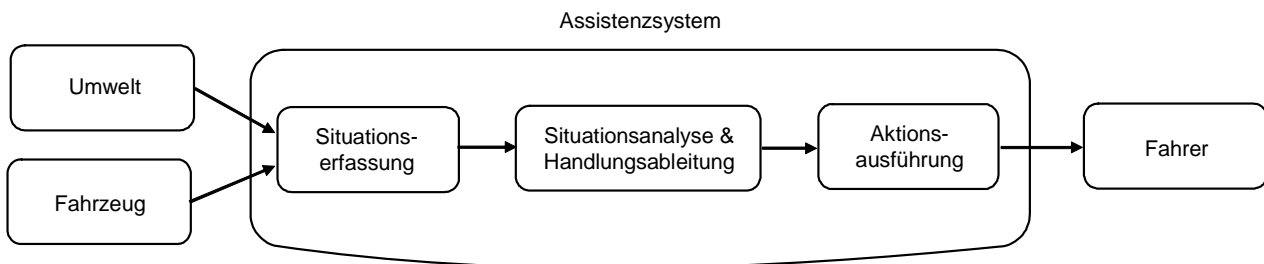 Assistenzsystem
Umwelt
Fahrzeug
Situations-
erfassung
Situationsanalyse &
Handlungsableitung
Aktions-
ausführung
Fahrer